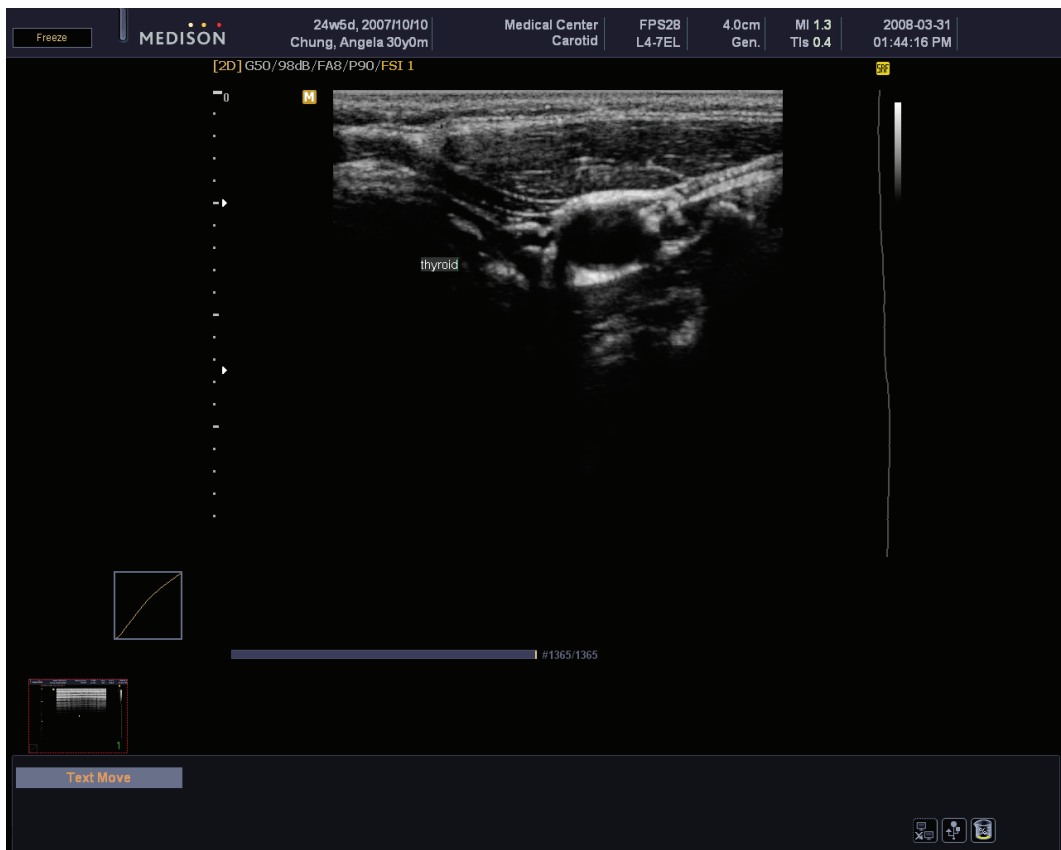 Freeze
MEDISON
24w5d, 2007/10/10
Chung, Angela 30y0m
Medical Center
Carotid
FPS28
L4-7EL
4.0cm
Gen.
MI 1.3
TIs 0.4
2008-03-31
01:44:16 PM
[2D] G50/98dB/FA8/P90/FSI 1
SRF
0
M
thyroid
#1365/1365
1
Text Move